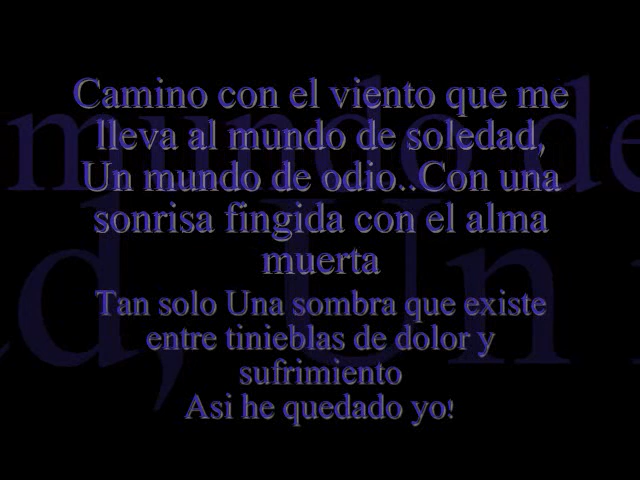 Camino con el viento que me
lleva al mundo de soledad,
Un mundo de odio..Con una
sonrisa fingida con el alma
muerta
Tan solo Una sombra que existe
entre tinieblas de dolor y
sufrimiento
Asi he quedado yo!